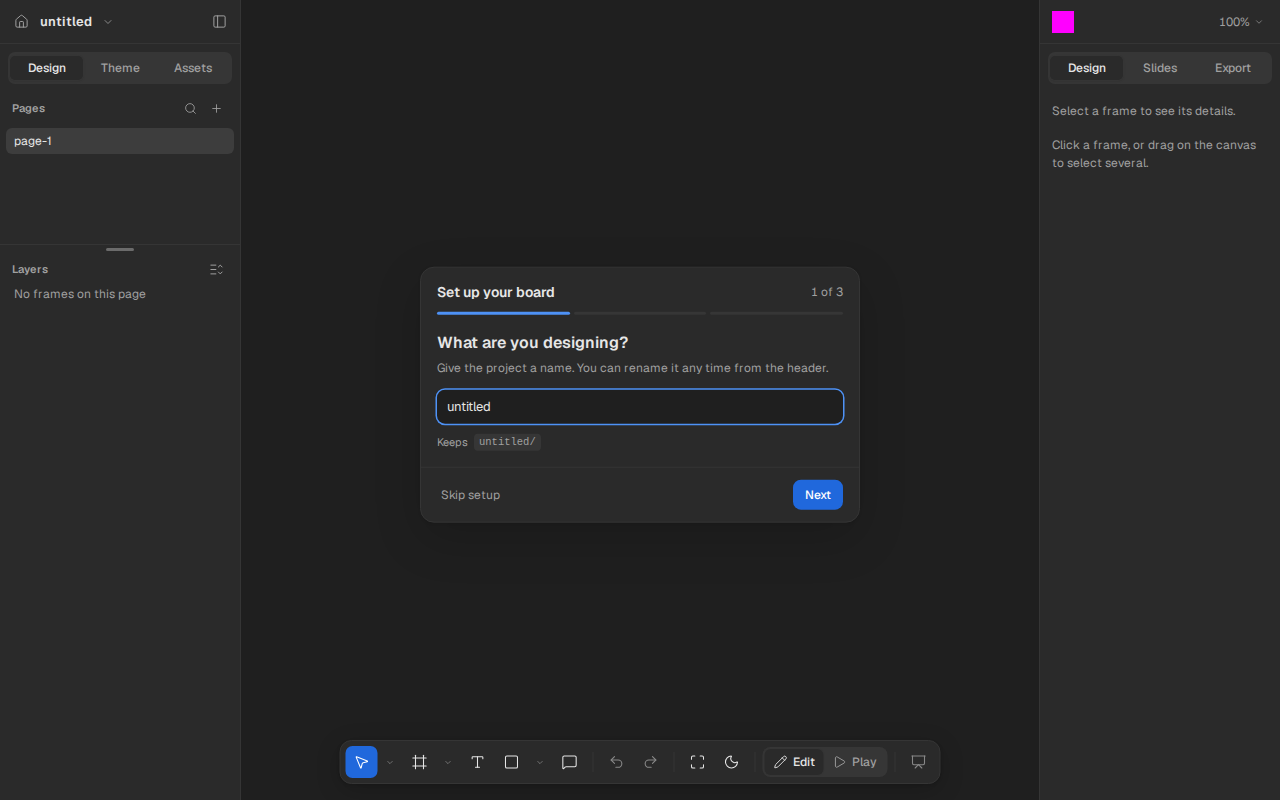 untitled
Design Theme Assets
Pages
page-1
Layers
No frames on this page
Set up your board 1 of 3
What are you designing?
Give the project a name. You can rename it any time from the header.
untitled
Keeps untitled/
Skip setup Next
Edit Play
100%
Design Slides Export
Select a frame to see its details.
Click a frame, or drag on the canvas
to select several.